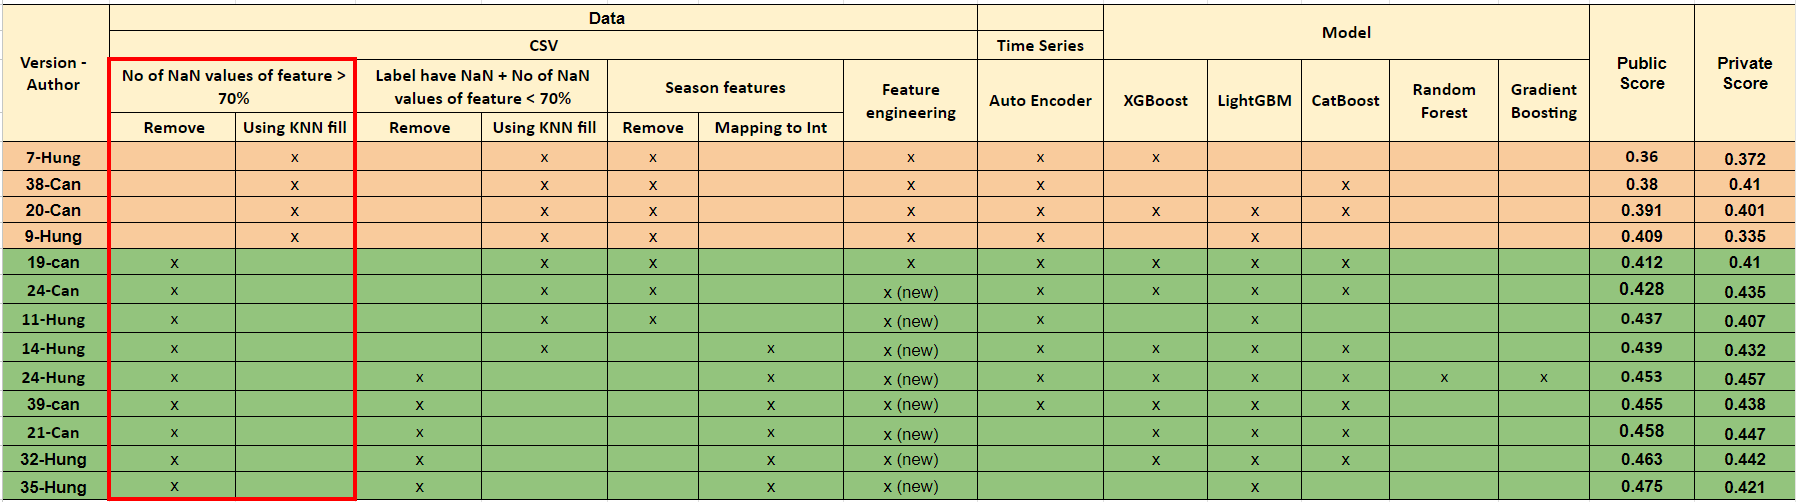 Version - Author
Data
Model
Public Score
Private Score
CSV
Time Series
No of NaN values of feature > 70%
Label have NaN + No of NaN values of feature < 70%
Season features
Feature engineering
Auto Encoder
XGBoost
LightGBM
CatBoost
Random Forest
Gradient Boosting
Remove
Using KNN fill
Remove
Using KNN fill
Remove
Mapping to Int
7-Hung x x x x x x 0.36 0.372
38-Can x x x x x x 0.38 0.41
20-Can x x x x x x x x 0.391 0.401
9-Hung x x x x x x 0.409 0.335
19-can x x x x x x x x 0.412 0.41
24-Can x x x x (new) x x x x 0.428 0.435
11-Hung x x x x (new) x x 0.437 0.407
14-Hung x x x x (new) x x x x 0.439 0.432
24-Hung x x x x (new) x x x x x x 0.453 0.457
39-can x x x x (new) x x x x 0.455 0.438
21-Can x x x x (new) x x x 0.458 0.447
32-Hung x x x x (new) x x x 0.463 0.442
35-Hung x x x x (new) x 0.475 0.421